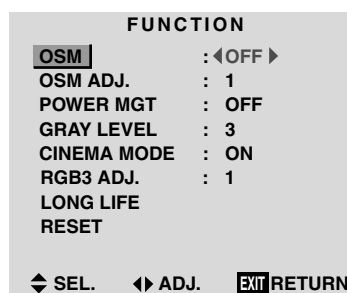 FUNCTION
OSM : ◀OFF▶
OSM ADJ. : 1
POWER MGT : OFF
GRAY LEVEL : 3
CINEMA MODE : ON
RGB3 ADJ. : 1
LONG LIFE
RESET
SEL. ADJ. EXIT RETURN